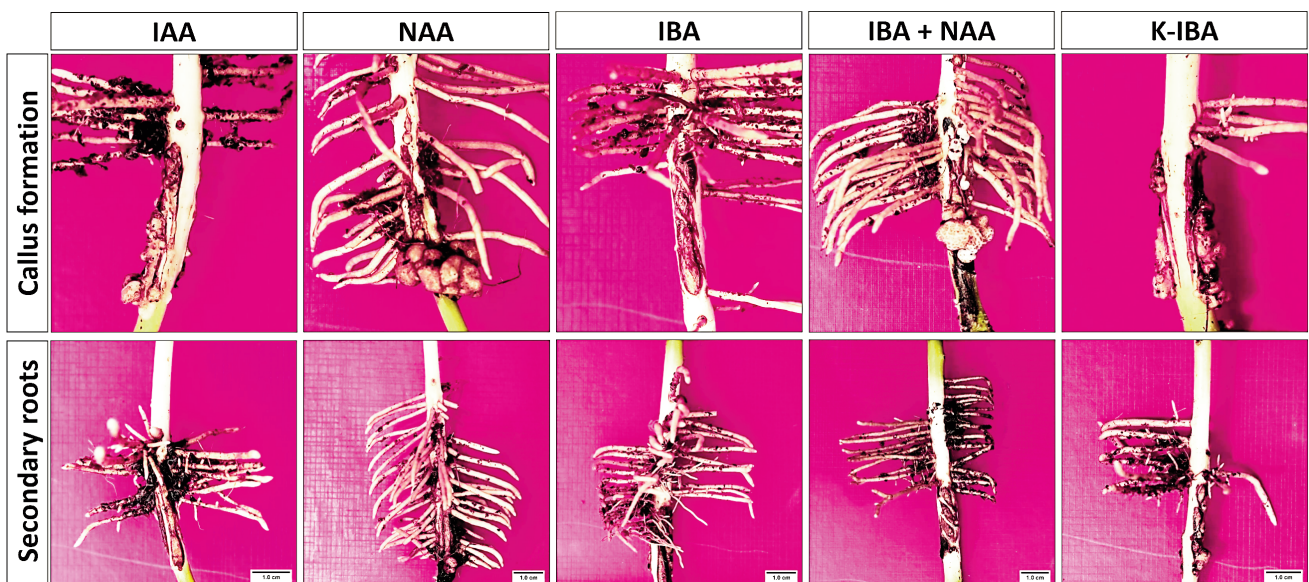 IAA
NAA
IBA
IBA + NAA
K-IBA
Callus formation
Secondary roots
1.0 cm
1.0 cm
1.0 cm
1.0 cm
1.0 cm